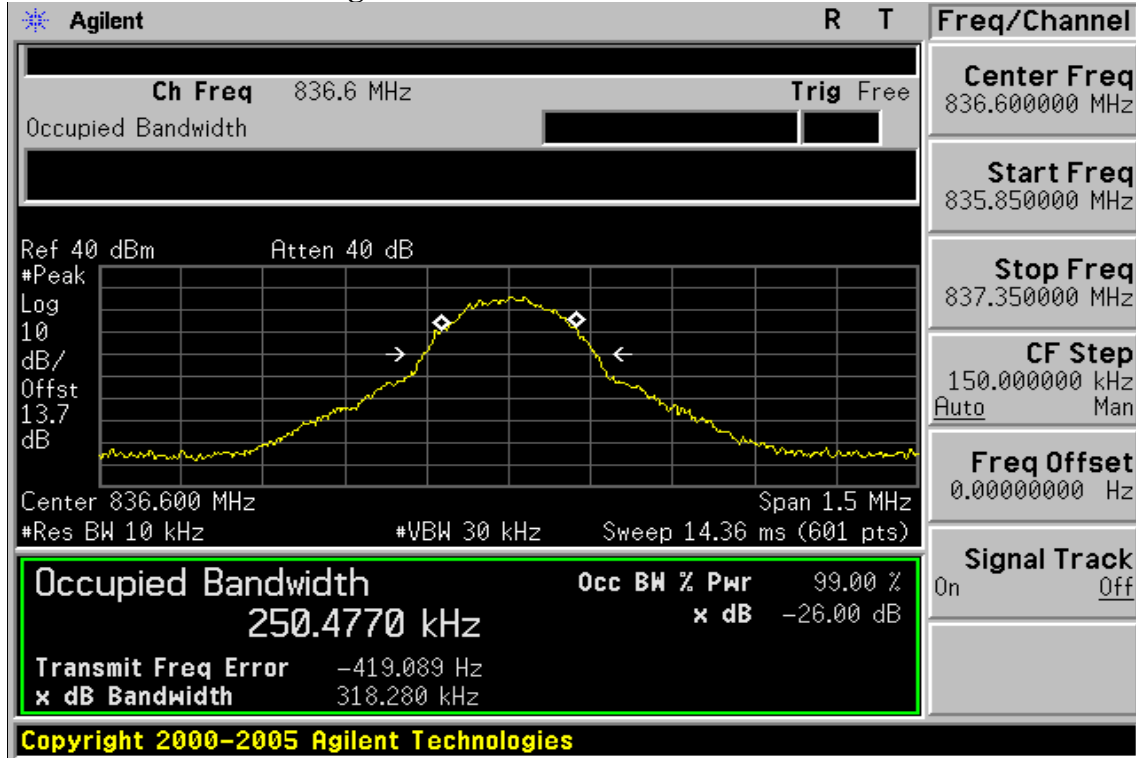 Agilent R T
Ch Freq 836.6 MHz Trig Free
Occupied Bandwidth
Ref 40 dBm Atten 40 dB
#Peak
Log
10
dB/
Offst
13.7
dB
Center 836.600 MHz Span 1.5 MHz
#Res BW 10 kHz #VBW 30 kHz Sweep 14.36 ms (601 pts)
Occupied Bandwidth Occ BW % Pwr 99.00 %
250.4770 kHz x dB -26.00 dB
Transmit Freq Error -419.089 Hz
x dB Bandwidth 318.280 kHz
Copyright 2000-2005 Agilent Technologies
Freq/Channel
Center Freq
836.600000 MHz
Start Freq
835.850000 MHz
Stop Freq
837.350000 MHz
CF Step
150.000000 kHz
Auto Man
Freq Offset
0.00000000 Hz
Signal Track
On Off